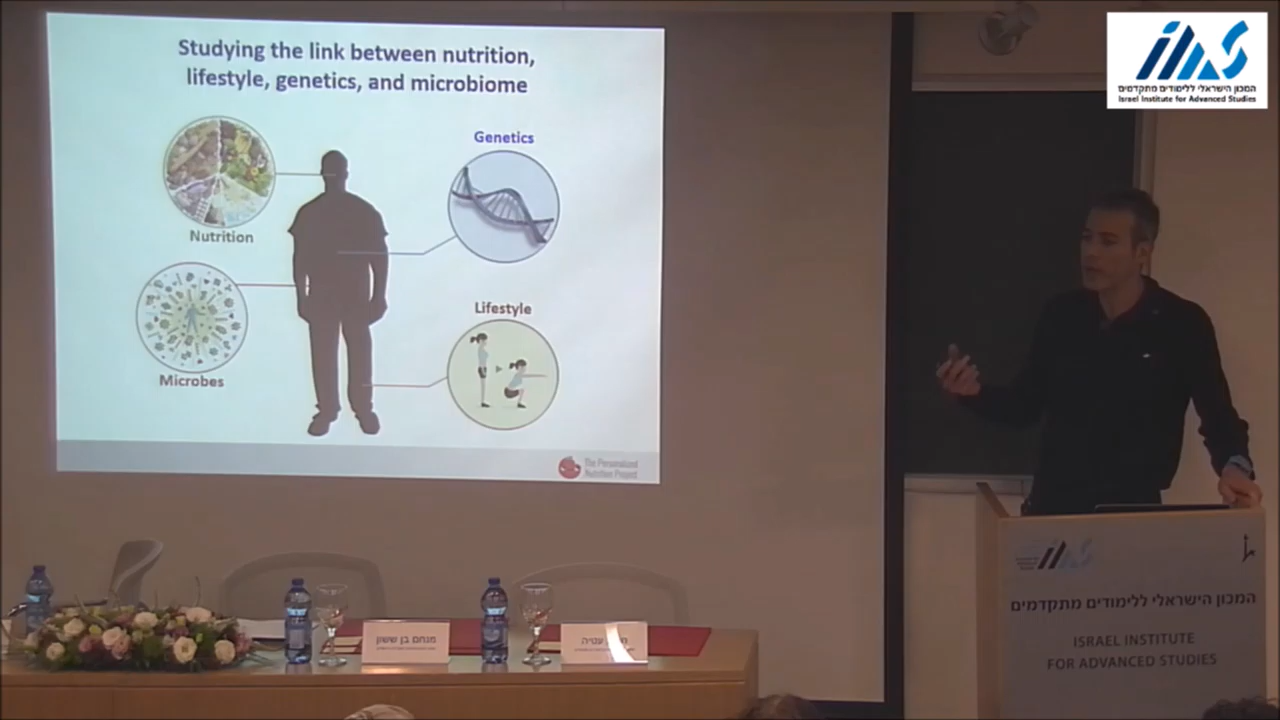 Studying the link between nutrition,
lifestyle, genetics, and microbiome
Nutrition
Genetics
Microbes
Lifestyle
The Personalized
Nutrition Project
המכון הישראלי ללימודים מתקדמים
Israel Institute for Advanced Studies
המכון הישראלי ללימודים מתקדמים
ISRAEL INSTITUTE
FOR ADVANCED STUDIES
מנחם בן ששון
עטיה